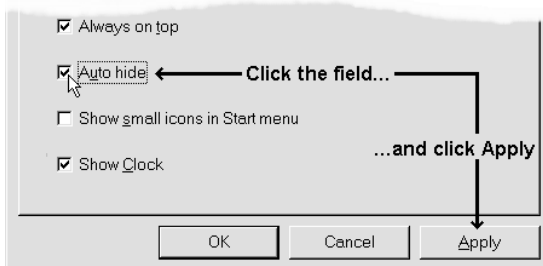 Always on top
Auto hide Click the field...
Show small icons in Start menu
...and click Apply
Show Clock
OK Cancel Apply